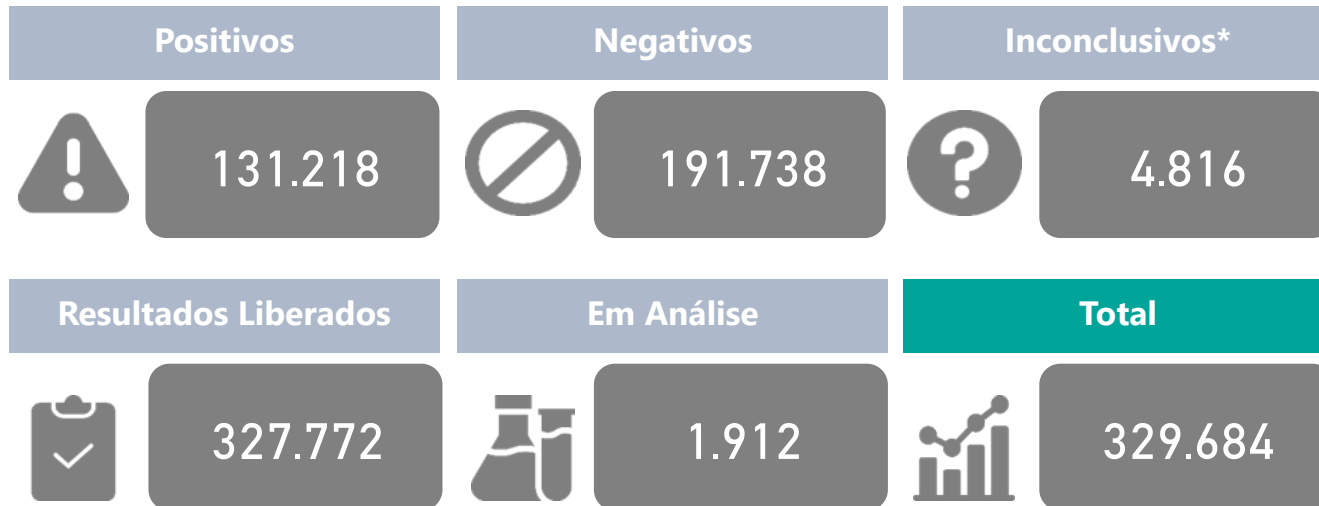 Positivos
Negativos
Inconclusivos*
131.218
191.738
4.816
Resultados Liberados
Em Análise
Total
327.772
1.912
329.684